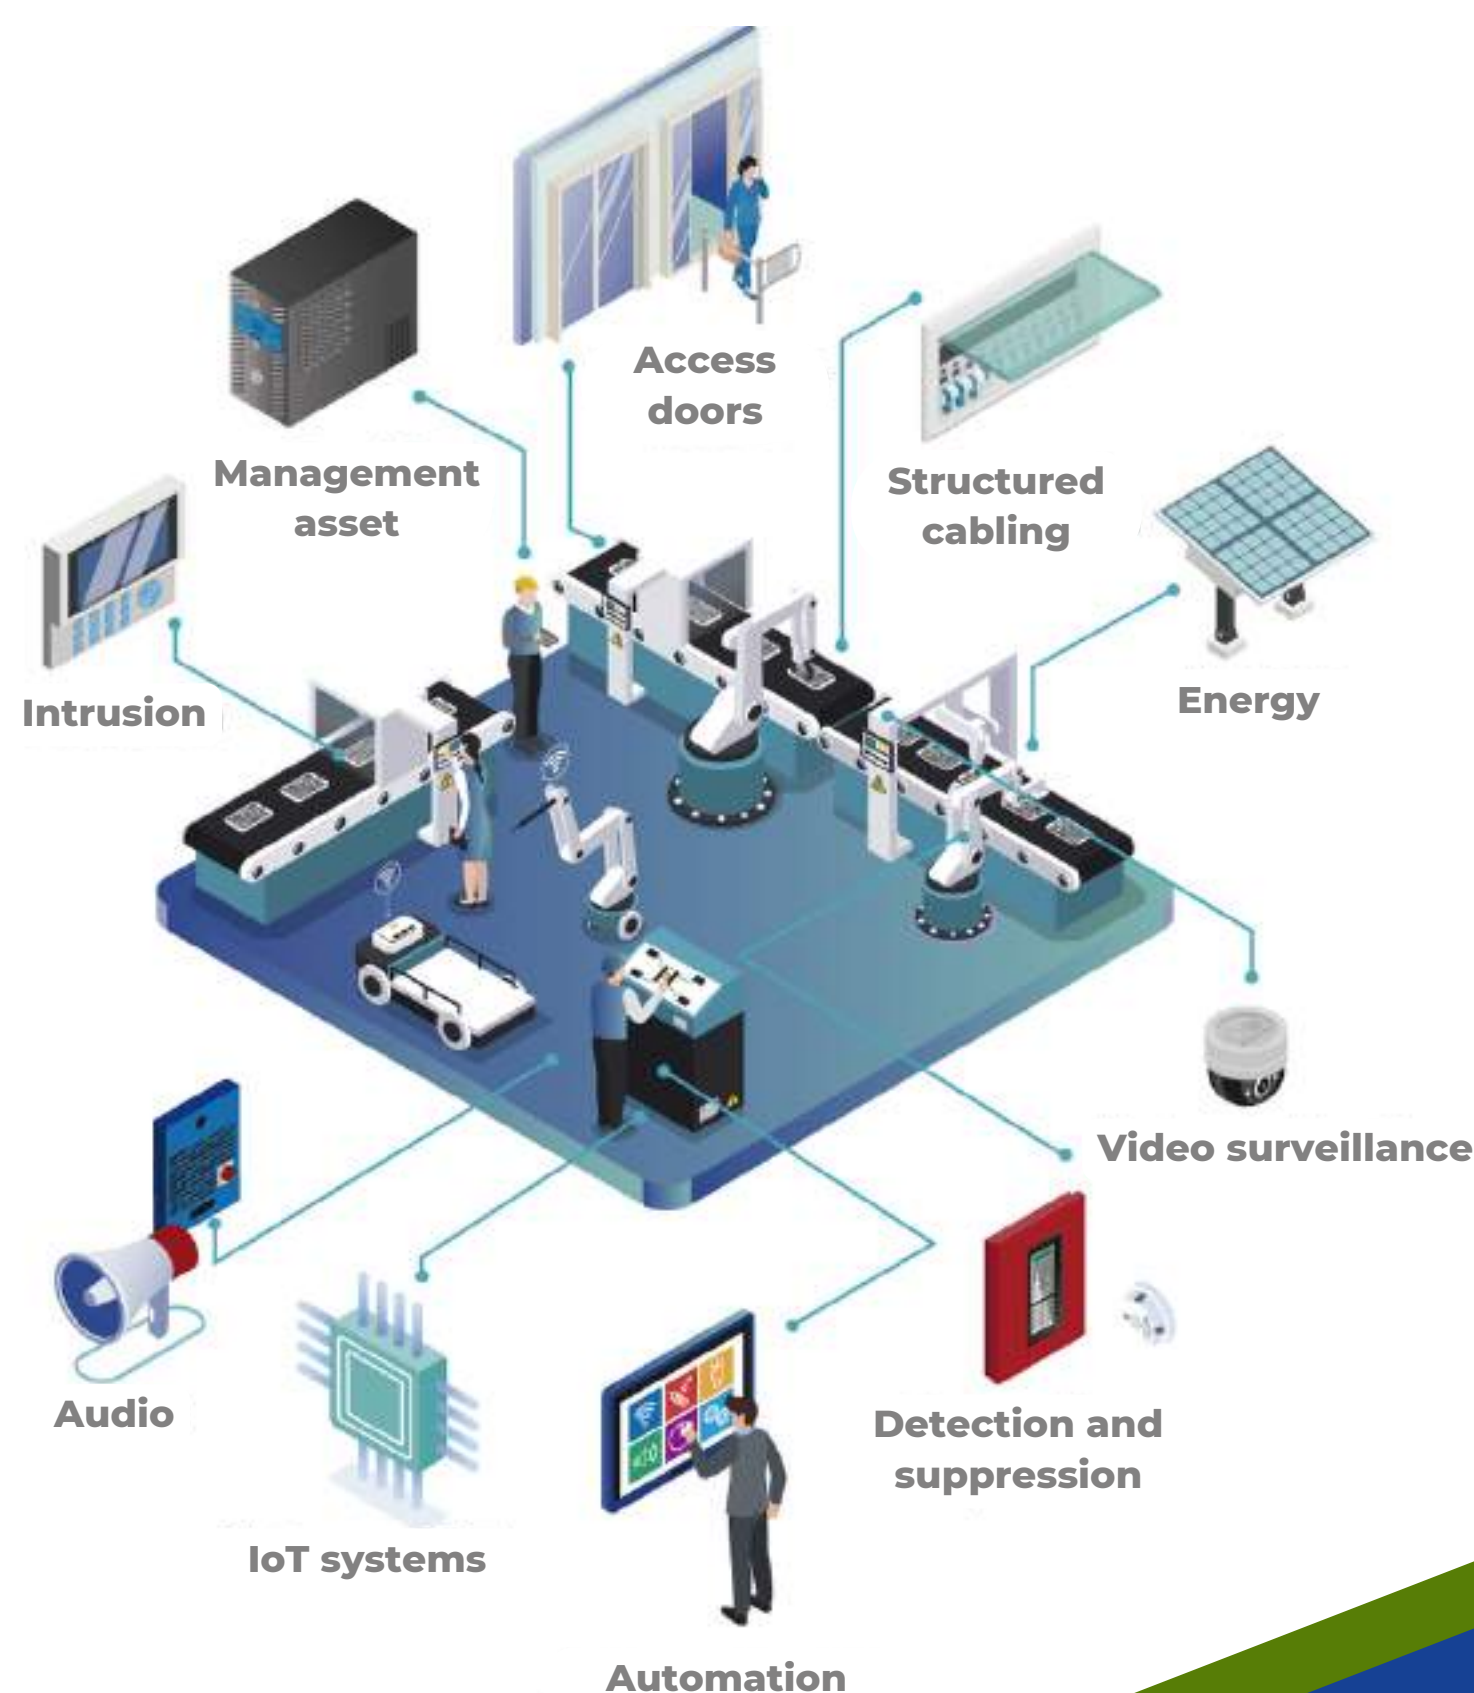 Access
doors
Management
asset
Structured
cabling
Intrusion
Energy
Video surveillance
Audio
Detection and
suppression
IoT systems
Automation